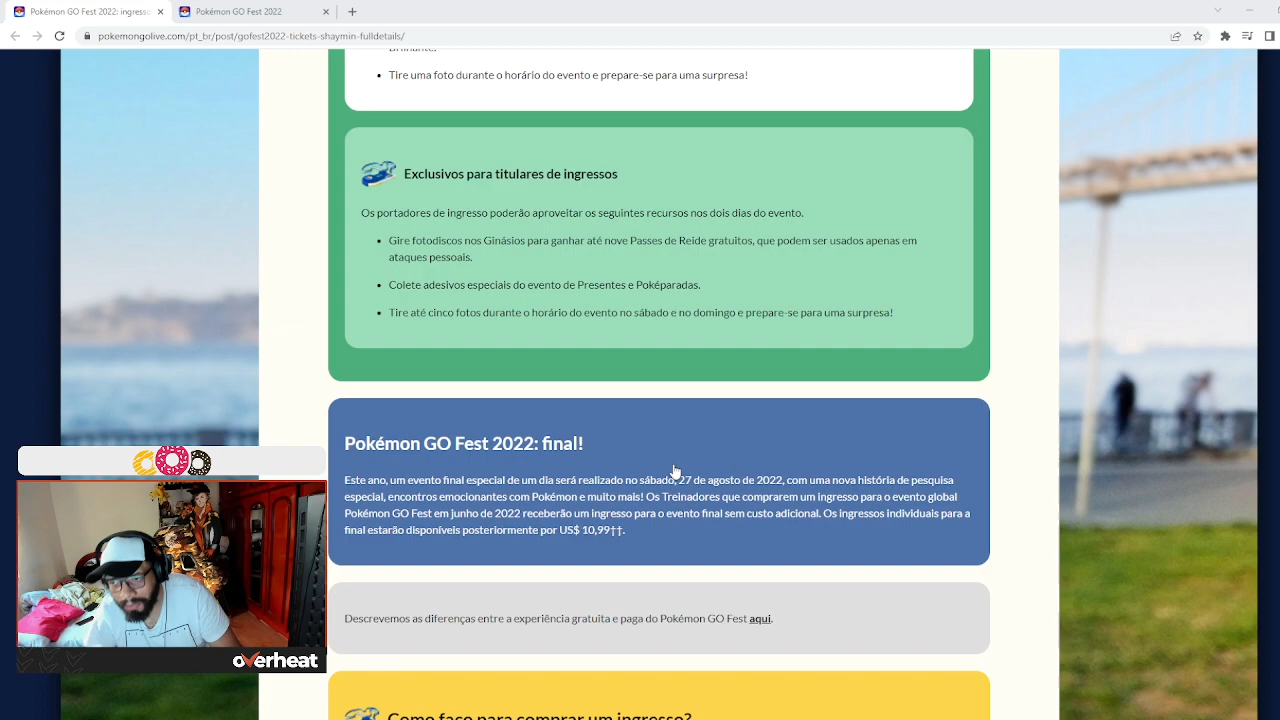 Pokémon GO Fest 2022: ingresso
Pokémon GO Fest 2022
pokemongolive.com/pt_br/post/gofest2022-tickets-shaymin-fulldetails/
Brilhante!
Tire uma foto durante o horário do evento e prepare-se para uma surpresa!
Exclusivos para titulares de ingressos
Os portadores de ingresso poderão aproveitar os seguintes recursos nos dois dias do evento.
Gire fotodiscos nos Ginásios para ganhar até nove Passes de Reide gratuitos, que podem ser usados apenas em
ataques pessoais.
Colete adesivos especiais do evento de Presentes e Poképaradas.
Tire até cinco fotos durante o horário do evento no sábado e no domingo e prepare-se para uma surpresa!
Pokémon GO Fest 2022: final!
Este ano, um evento final especial de um dia será realizado no sábado, 27 de agosto de 2022, com uma nova história de pesquisa
especial, encontros emocionantes com Pokémon e muito mais! Os Treinadores que comprarem um ingresso para o evento global
Pokémon GO Fest em junho de 2022 receberão um ingresso para o evento final sem custo adicional. Os ingressos individuais para a
final estarão disponíveis posteriormente por US$ 10,99††.
Descrevemos as diferenças entre a experiência gratuita e paga do Pokémon GO Fest aqui.
overheat
Como faço para comprar um ingresso?